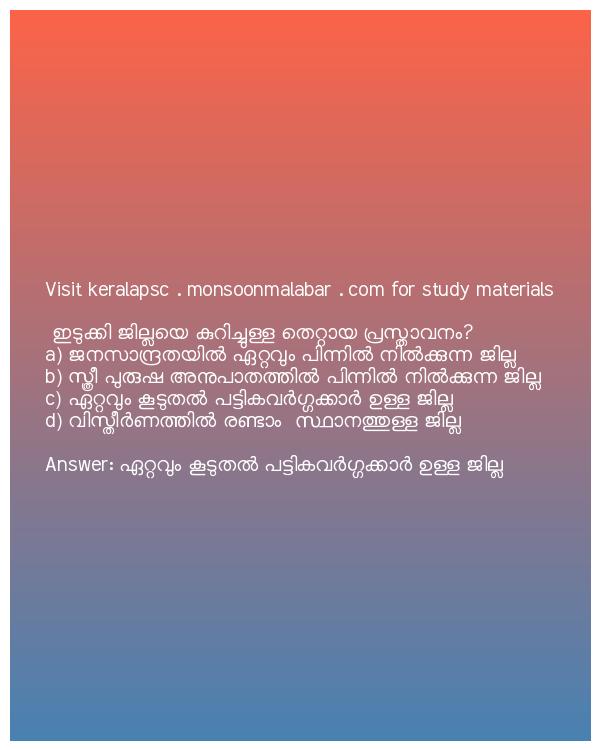 Visit keralapsc . monsoonmalabar . com for study materials
ഇടുക്കി ജില്ലയെ കുറിച്ചുള്ള തെറ്റായ പ്രസ്താവനം?
a) ജനസാന്ദ്രതയിൽ ഏറ്റവും പിന്നിൽ നിൽക്കുന്ന ജില്ല
b) സ്ത്രീ പുരുഷ അനുപാതത്തിൽ പിന്നിൽ നിൽക്കുന്ന ജില്ല
c) ഏറ്റവും കൂടുതൽ പട്ടികവർഗ്ഗക്കാർ ഉള്ള ജില്ല
d) വിസ്തീർണത്തിൽ രണ്ടാം  സ്ഥാനത്തുള്ള ജില്ല
Answer: ഏറ്റവും കൂടുതൽ പട്ടികവർഗ്ഗക്കാർ ഉള്ള ജില്ല